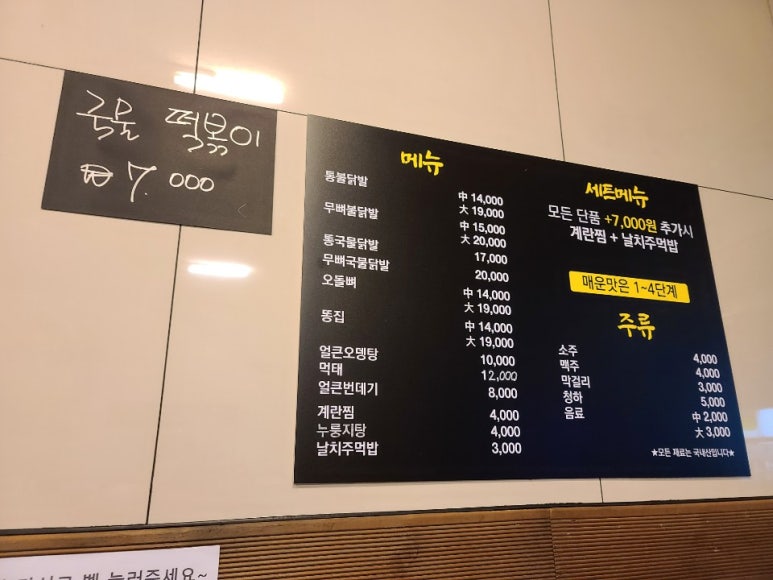 국물 떡볶이
₩7.000
메뉴
통불닭발
中 14,000
大 19,000
무뼈불닭발
中 15,000
大 20,000
통국물닭발 17,000
무뼈국물닭발 20,000
오돌뼈
中 14,000
大 19,000
똥집
中 14,000
大 19,000
얼큰오뎅탕 10,000
먹태 12,000
얼큰번데기 8,000
계란찜 4,000
누룽지탕 4,000
날치주먹밥 3,000
세트메뉴
모든 단품 +7,000원 추가시
계란찜 + 날치주먹밥
매운맛은 1~4단계
주류
소주 4,000
맥주 4,000
막걸리 3,000
청하 5,000
음료 中 2,000
大 3,000
★모든 재료는 국내산입니다★
벨 눌러주세요~